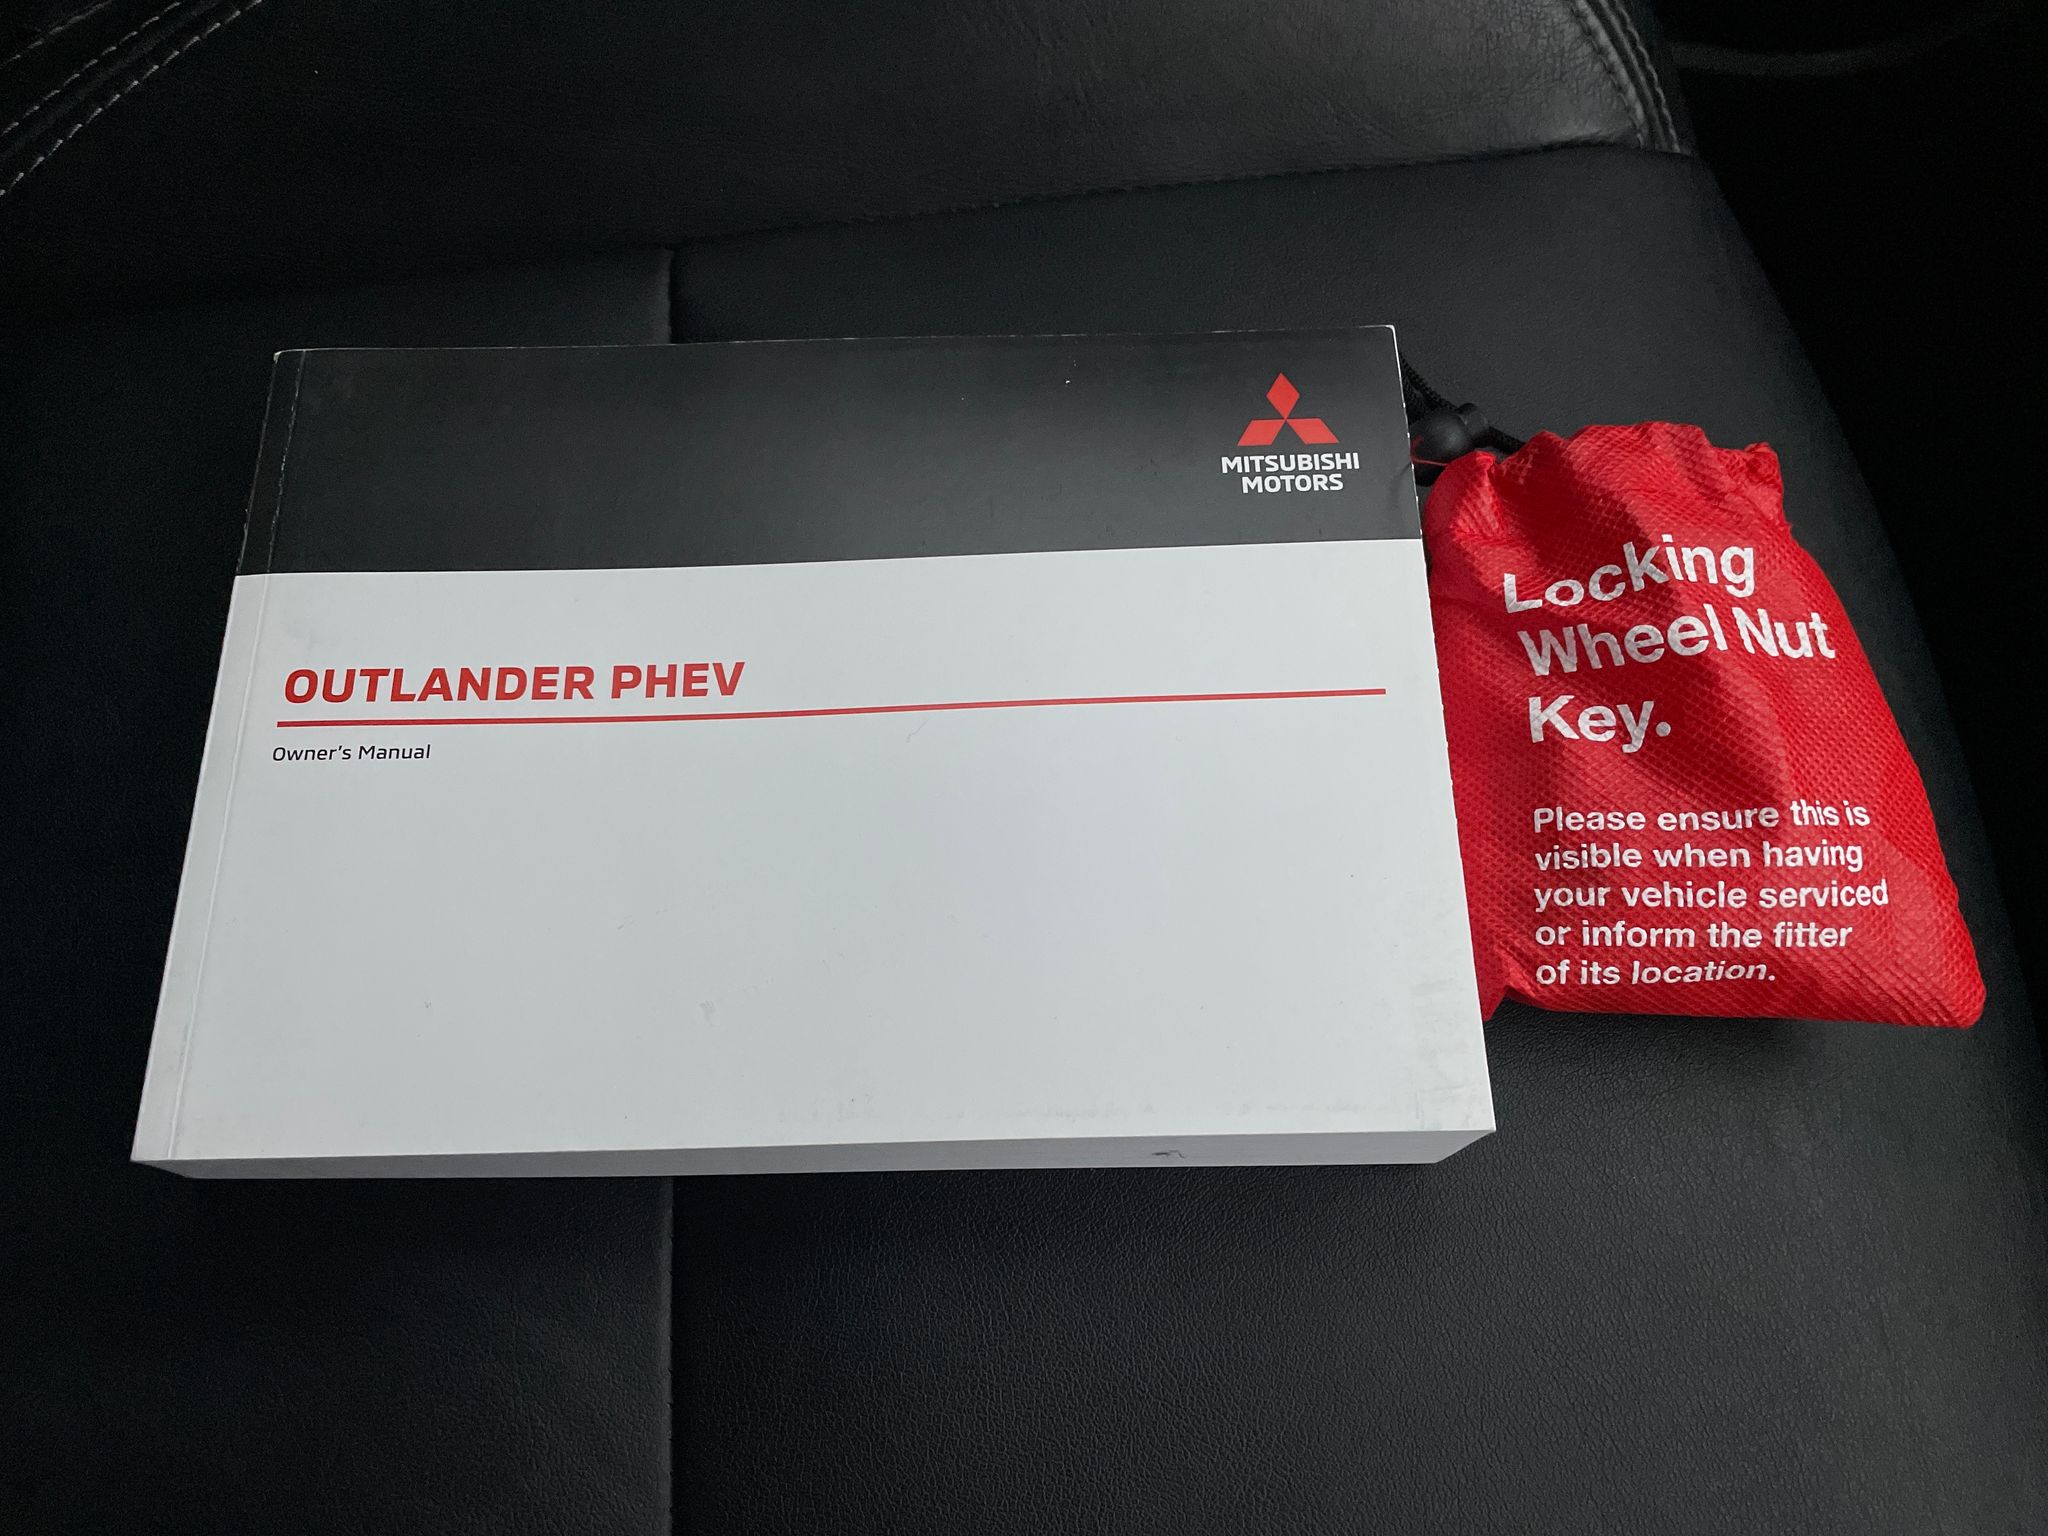 MITSUBISHI
MOTORS
OUTLANDER PHEV
Owner's Manual
Locking
Wheel Nut
Key.
Please ensure this is
visible when having
your vehicle serviced
or inform the fitter
of its location.